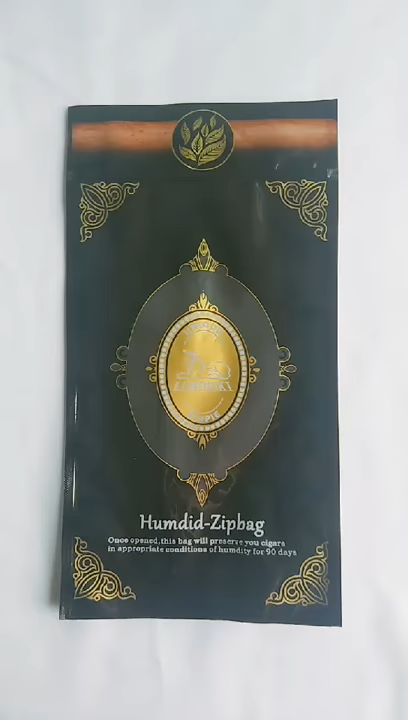 Humdid-Zipbag
Once opened,this bag will preserve you cigars
in appropriate conditions of humdity for 90 days